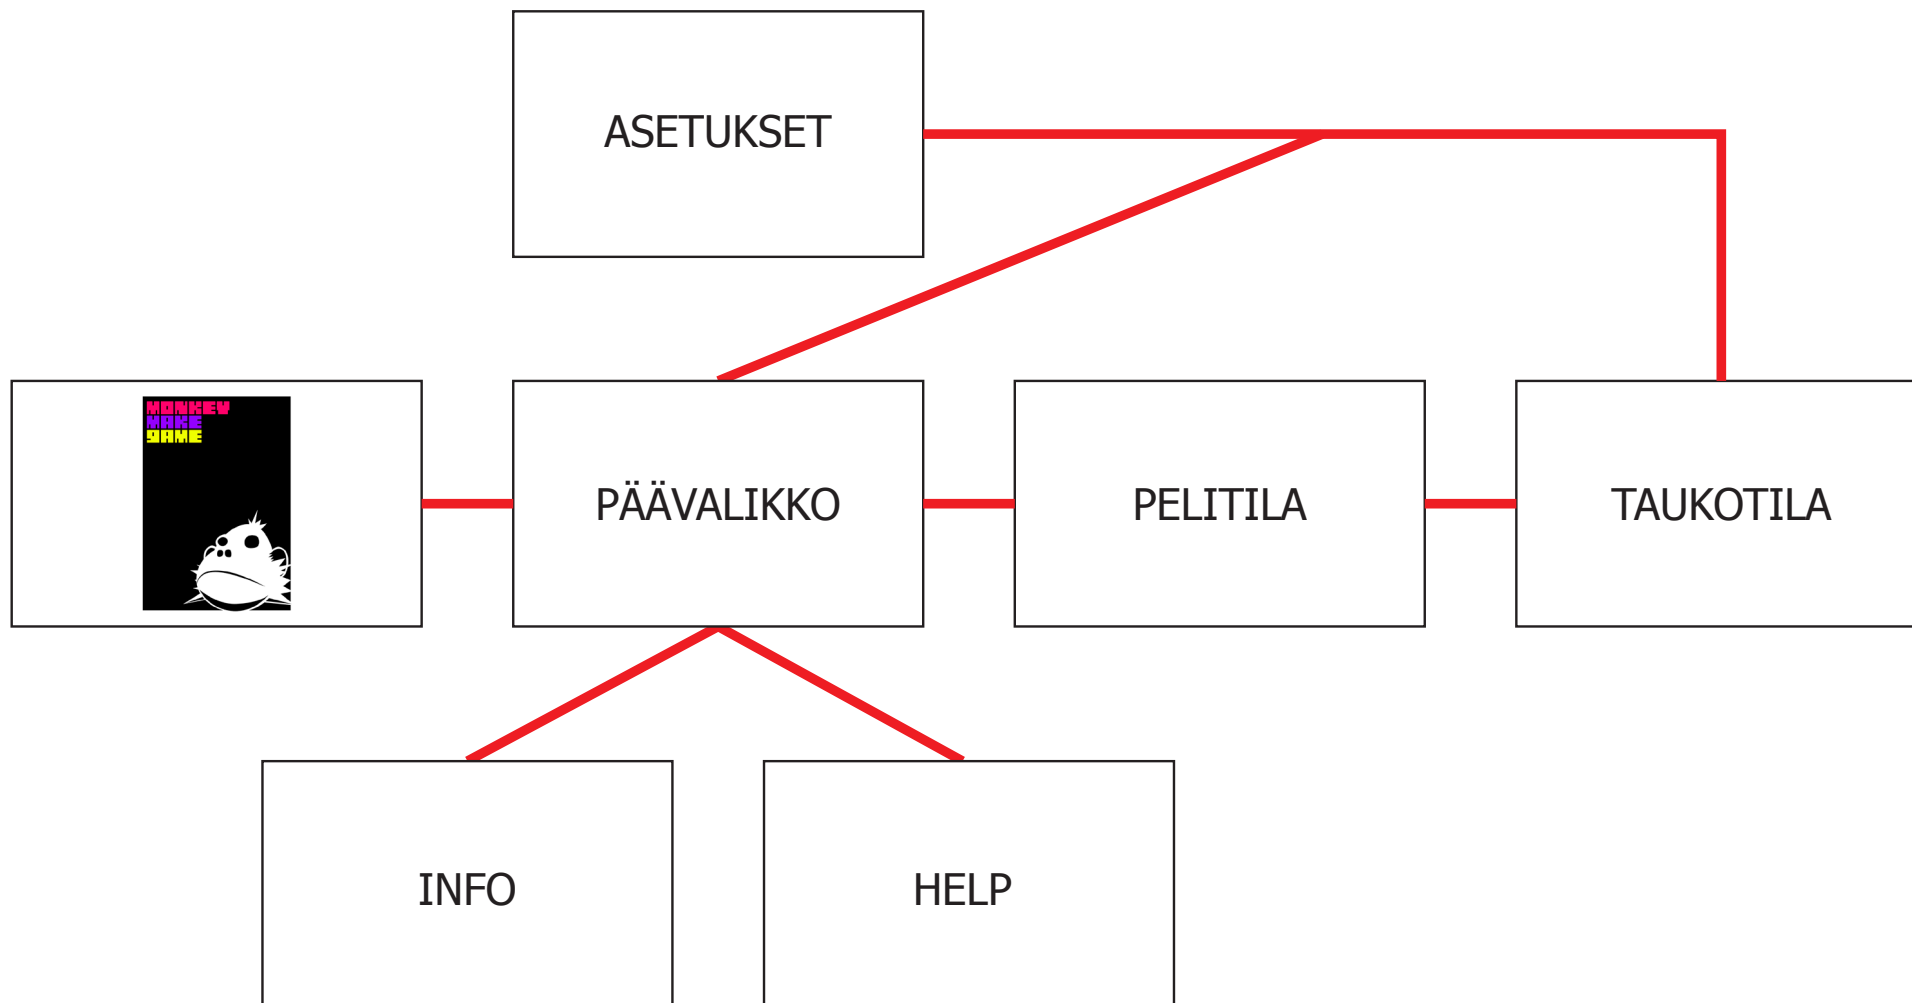 ASETUKSET
MONKEY
MAKE
GAME
PÄÄVALIKKO
PELITILA
TAUKOTILA
INFO
HELP